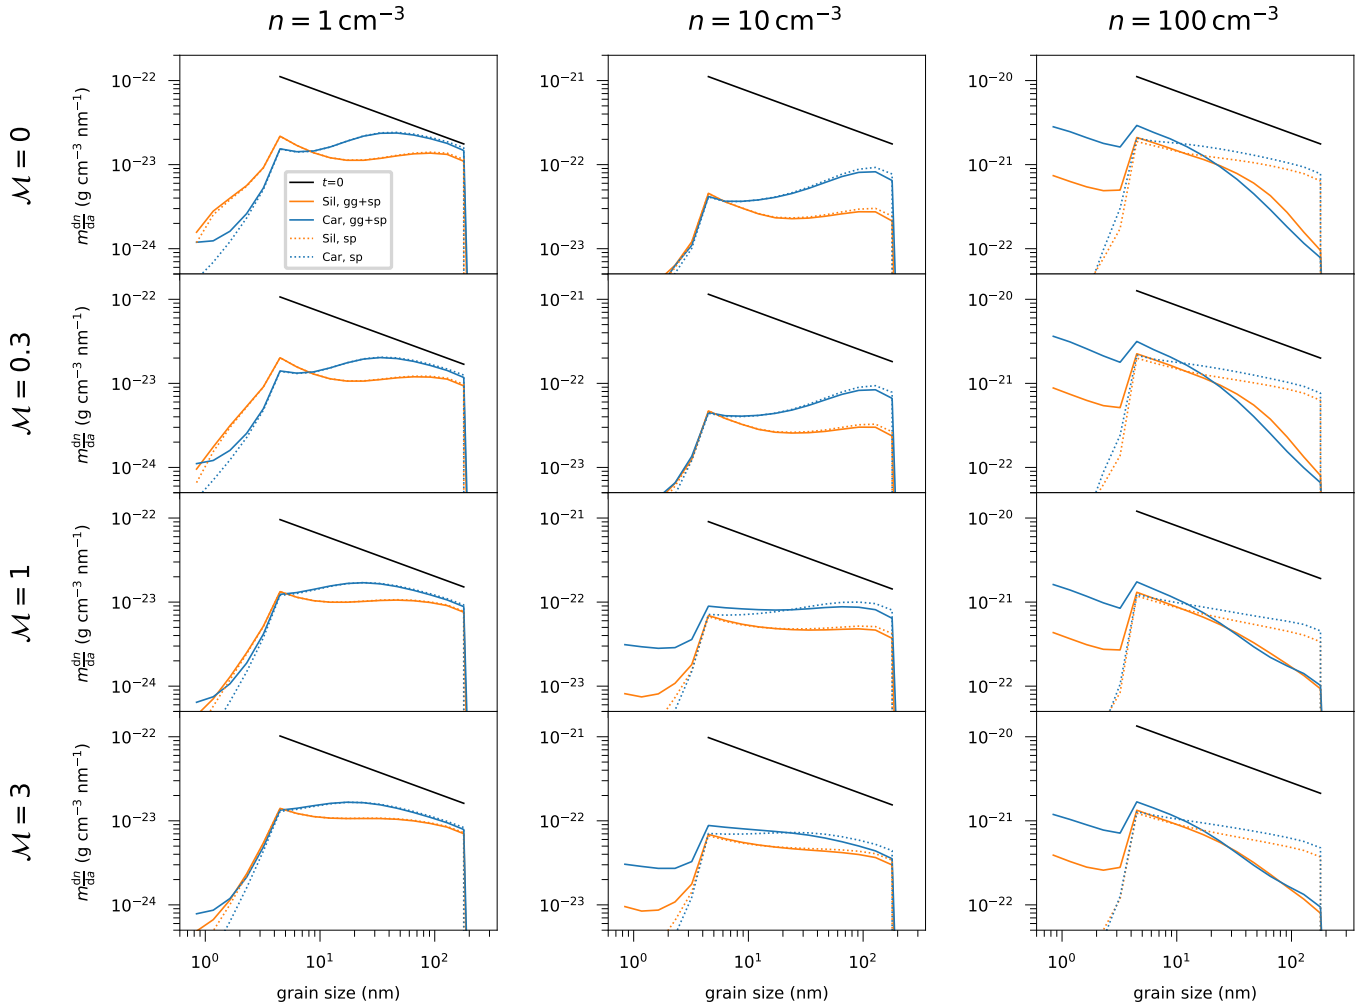 n = 1 cm⁻³ n = 10 cm⁻³ n = 100 cm⁻³
ℳ = 0
m dn/da (g cm⁻³ nm⁻¹)
10⁻²²
10⁻²³
10⁻²⁴
t=0
Sil, gg+sp
Car, gg+sp
Sil, sp
Car, sp
10⁻²¹
10⁻²²
10⁻²³
10⁻²⁰
10⁻²¹
10⁻²²
ℳ = 0.3
m dn/da (g cm⁻³ nm⁻¹)
10⁻²²
10⁻²³
10⁻²⁴
10⁻²¹
10⁻²²
10⁻²³
10⁻²⁰
10⁻²¹
10⁻²²
ℳ = 1
m dn/da (g cm⁻³ nm⁻¹)
10⁻²²
10⁻²³
10⁻²⁴
10⁻²¹
10⁻²²
10⁻²³
10⁻²⁰
10⁻²¹
10⁻²²
ℳ = 3
m dn/da (g cm⁻³ nm⁻¹)
10⁻²²
10⁻²³
10⁻²⁴
10⁻²¹
10⁻²²
10⁻²³
10⁻²⁰
10⁻²¹
10⁻²²
10⁰ 10¹ 10² 10⁰ 10¹ 10² 10⁰ 10¹ 10²
grain size (nm) grain size (nm) grain size (nm)